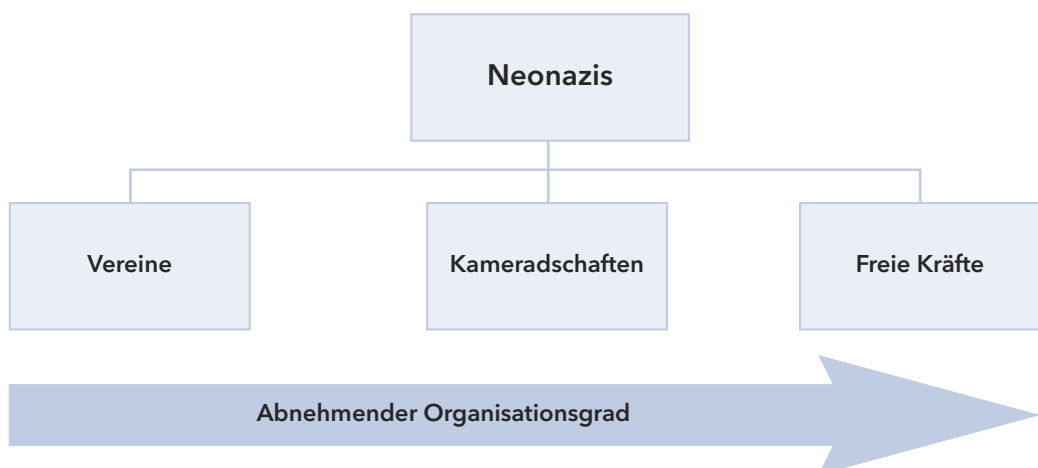 Neonazis
Vereine
Kameradschaften
Freie Kräfte
Abnehmender Organisationsgrad